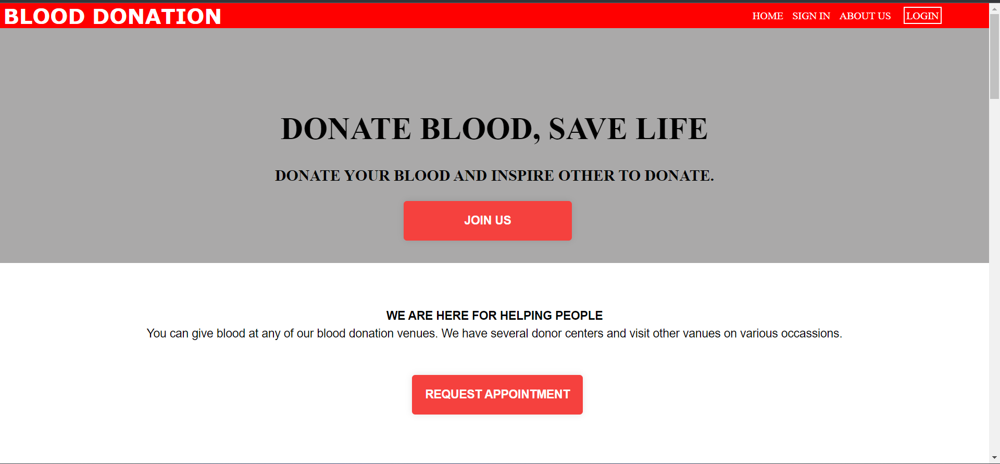 BLOOD DONATION
HOME SIGN IN ABOUT US LOGIN
DONATE BLOOD, SAVE LIFE
DONATE YOUR BLOOD AND INSPIRE OTHER TO DONATE.
JOIN US
WE ARE HERE FOR HELPING PEOPLE
You can give blood at any of our blood donation venues. We have several donor centers and visit other vanues on various occassions.
REQUEST APPOINTMENT